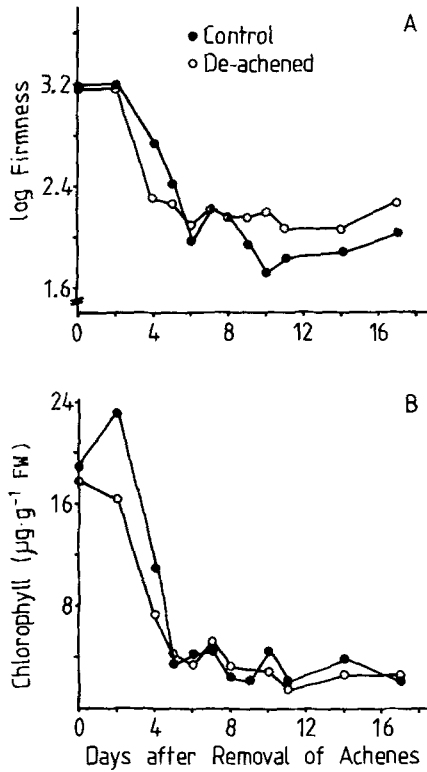 A
● Control
○ De-achened
log Firmness
3.2
2.4
1.6
0 4 8 12 16
B
Chlorophyll (µg·g⁻¹ FW)
24
16
8
0 4 8 12 16
Days after Removal of Achenes